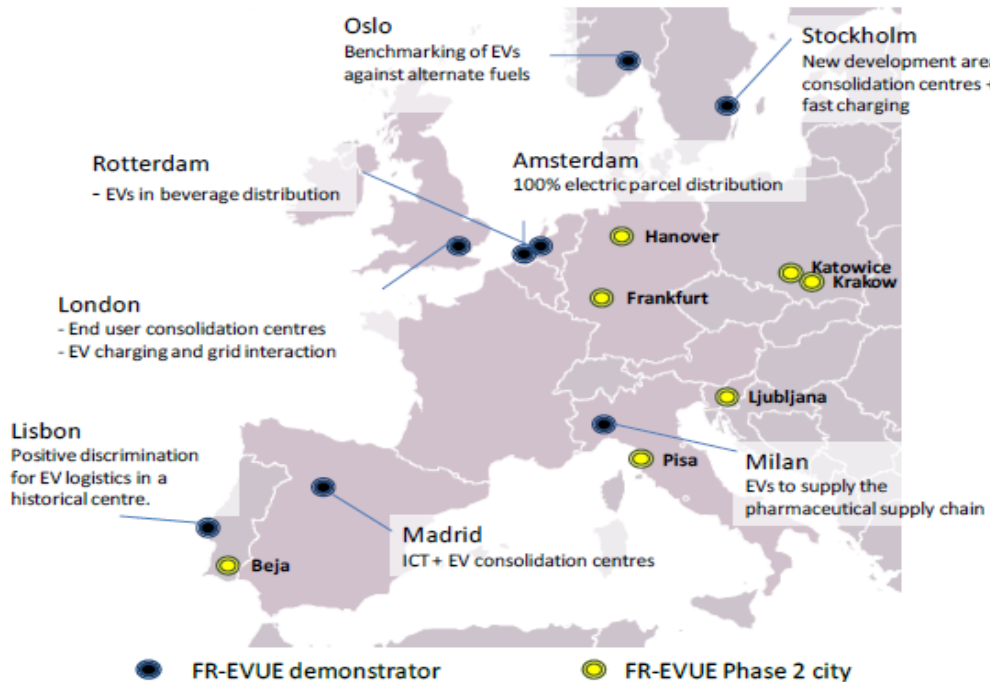 Oslo
Benchmarking of EVs
against alternate fuels
Stockholm
New development area
consolidation centres +
fast charging
Rotterdam
- EVs in beverage distribution
Amsterdam
100% electric parcel distribution
Hanover
Katowice
Krakow
Frankfurt
London
- End user consolidation centres
- EV charging and grid interaction
Ljubljana
Lisbon
Positive discrimination
for EV logistics in a
historical centre.
Pisa
Milan
EVs to supply the
pharmaceutical supply chain
Madrid
ICT + EV consolidation centres
Beja
FR-EVUE demonstrator
FR-EVUE Phase 2 city